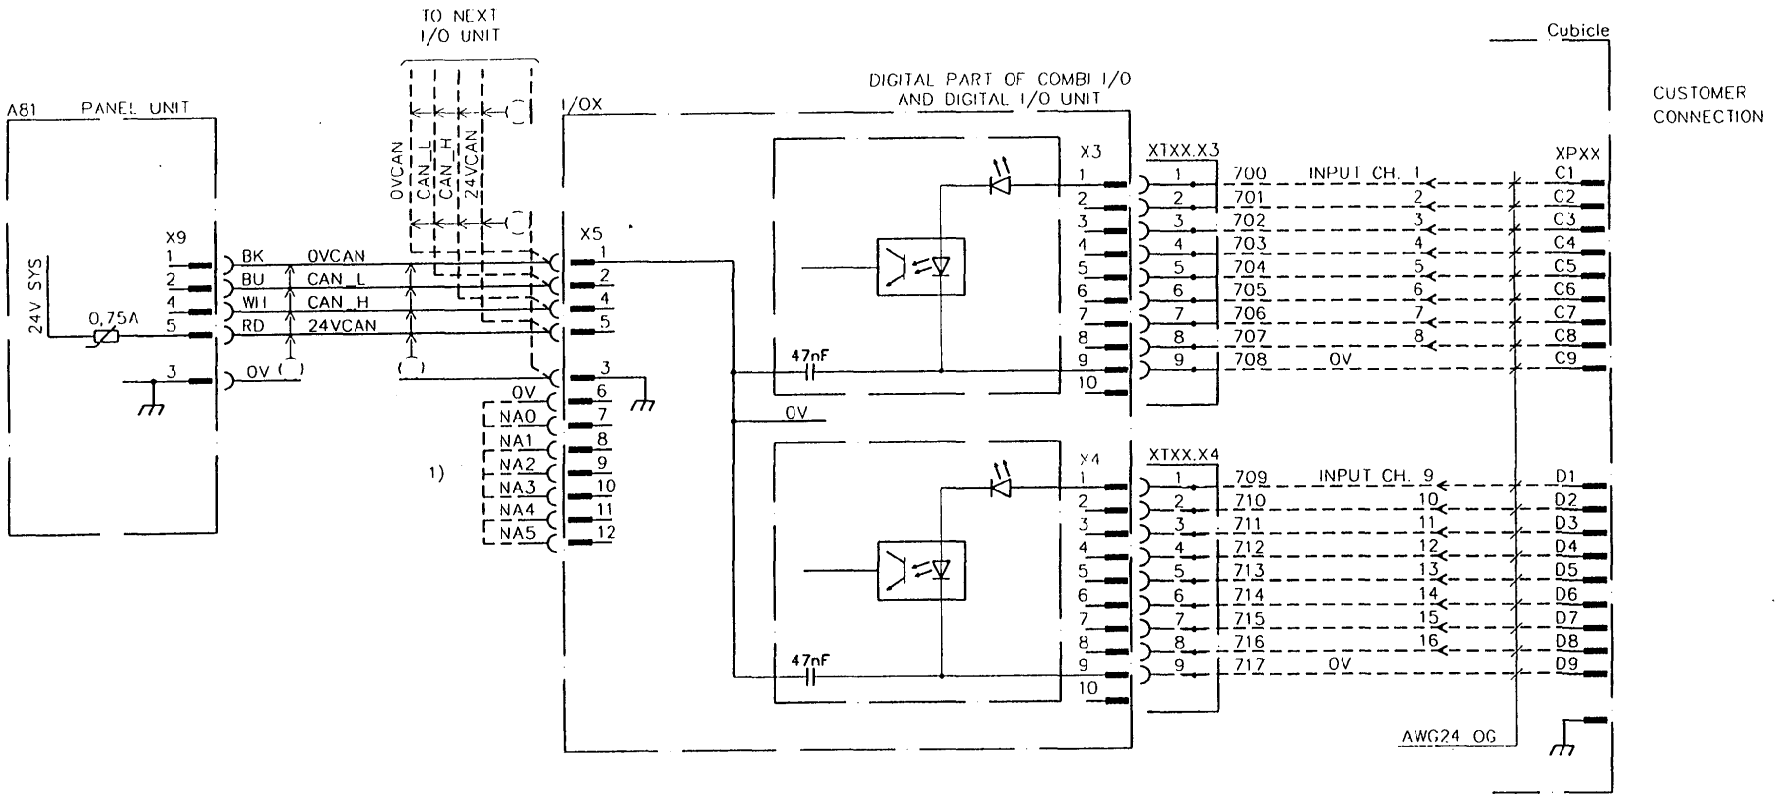 TO NEXT
I/O UNIT
Cubicle
DIGITAL PART OF COMBI I/O
AND DIGITAL I/O UNIT
CUSTOMER
CONNECTION
A81 PANEL UNIT
I/OX
0VCAN
CAN_L
CAN_H
24VCAN
X9
24V SYS
0,75A
1 BK 0VCAN
2 BU CAN_L
4 WH CAN_H
5 RD 24VCAN
3 0V
X5
1
2
4
5
3
0V 6
NA0 7
NA1 8
NA2 9
NA3 10
NA4 11
NA5 12
1)
47nF
0V
X3 X1XX.X3 XPXX
1 1 700 INPUT CH. 1 C1
2 2 701 2 C2
3 3 702 3 C3
4 4 703 4 C4
5 5 704 5 C5
6 6 705 6 C6
7 7 706 7 C7
8 8 707 8 C8
9 9 708 0V C9
10
47nF
X4 XTXX.X4
1 1 709 INPUT CH. 9 D1
2 2 710 10 D2
3 3 711 11 D3
4 4 712 12 D4
5 5 713 13 D5
6 6 714 14 D6
7 7 715 15 D7
8 8 716 16 D8
9 9 717 0V D9
10
AWG24 OG